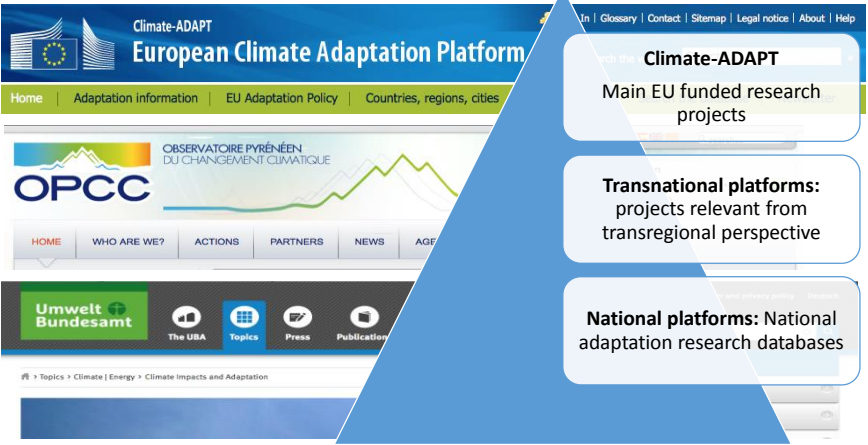 Climate-ADAPT
European Climate Adaptation Platform
In | Glossary | Contact | Sitemap | Legal notice | About | Help
Home | Adaptation information | EU Adaptation Policy | Countries, regions, cities
Climate-ADAPT
Main EU funded research
projects
OPCC
OBSERVATOIRE PYRÉNÉEN
DU CHANGEMENT CLIMATIQUE
HOME WHO ARE WE? ACTIONS PARTNERS NEWS AGE
Transnational platforms:
projects relevant from
transregional perspective
Umwelt
Bundesamt
The UBA Topics Press Publication
> Topics > Climate | Energy > Climate Impacts and Adaptation
National platforms: National
adaptation research databases